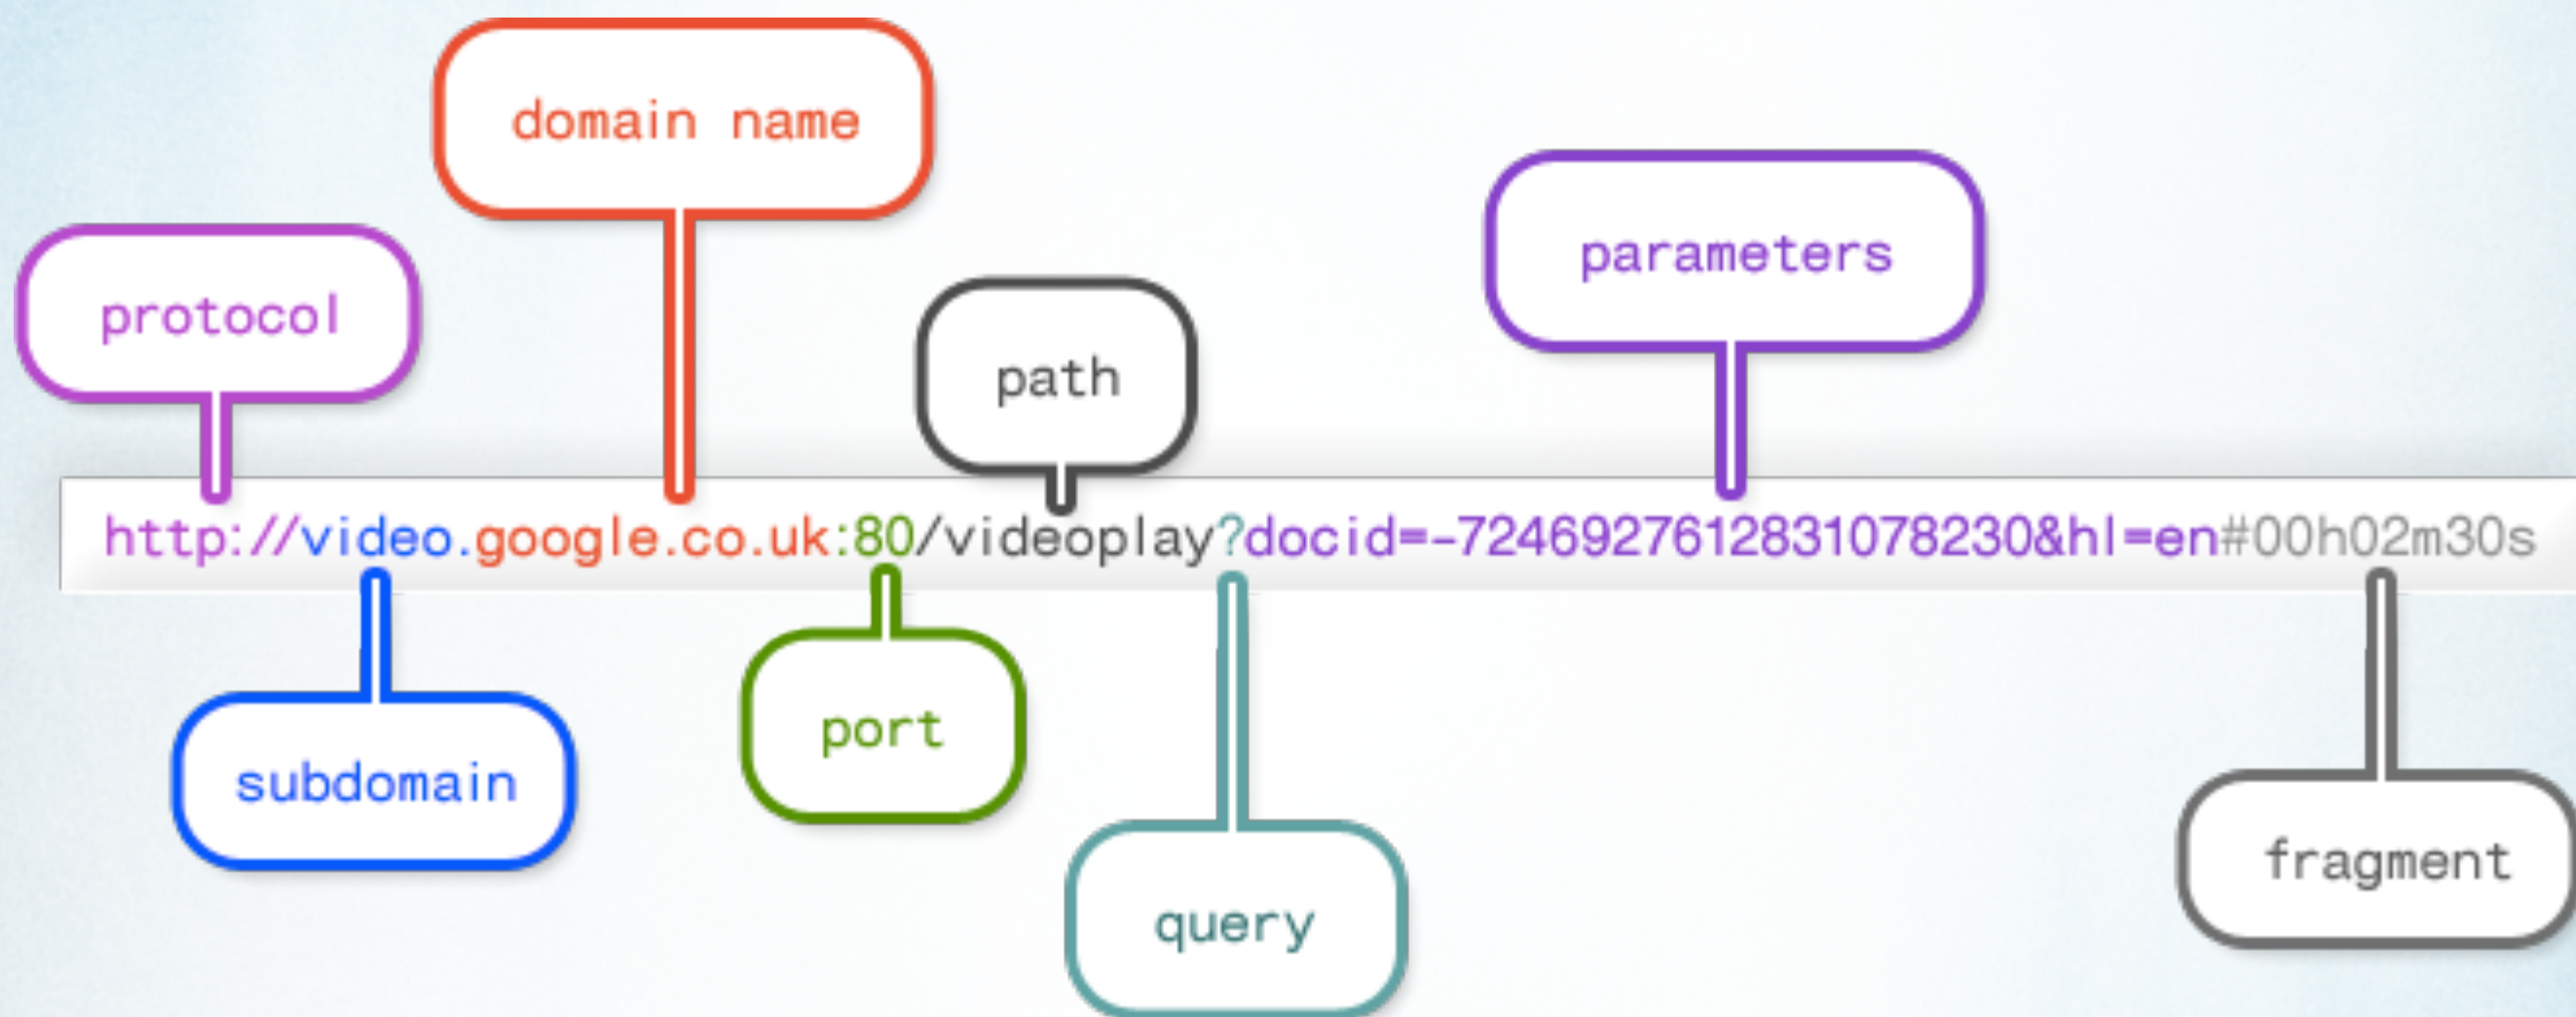 domain name
parameters
protocol
path
http://video.google.co.uk:80/videoplay?docid=-7246927612831078230&hl=en#00h02m30s
port
subdomain
fragment
query